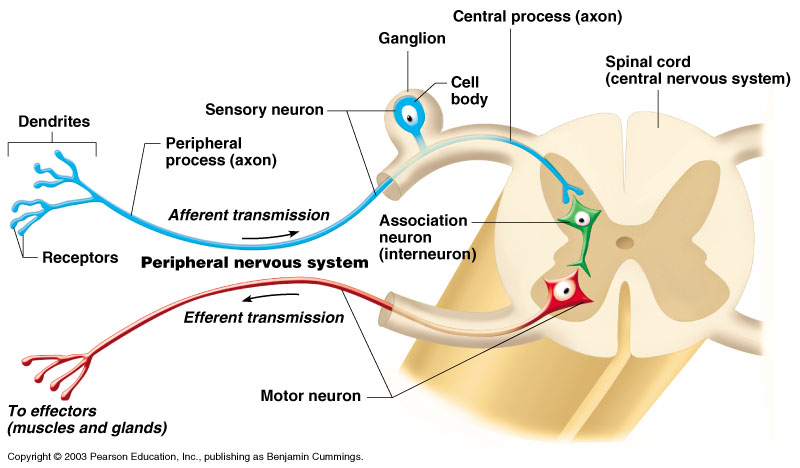 Central process (axon)
Ganglion
Cell
body
Spinal cord
(central nervous system)
Sensory neuron
Dendrites
Peripheral
process (axon)
Afferent transmission
Association
neuron
(interneuron)
Receptors
Peripheral nervous system
Efferent transmission
Motor neuron
To effectors
(muscles and glands)
Copyright © 2003 Pearson Education, Inc., publishing as Benjamin Cummings.